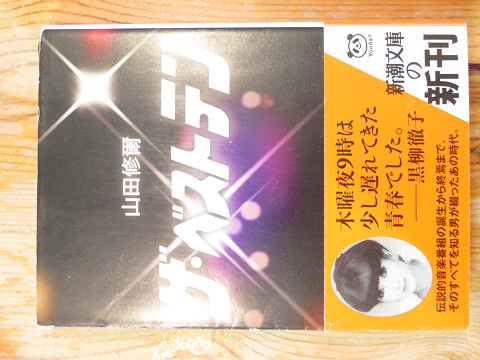 ザ・ベストテン
山田修爾
Yonda?
新潮文庫
の
新刊
木曜夜9時は
少し遅れてきた
青春でした。
──黒柳徹子
伝説的音楽番組の誕生から終焉まで、
そのすべてを知る男が綴ったあの時代。